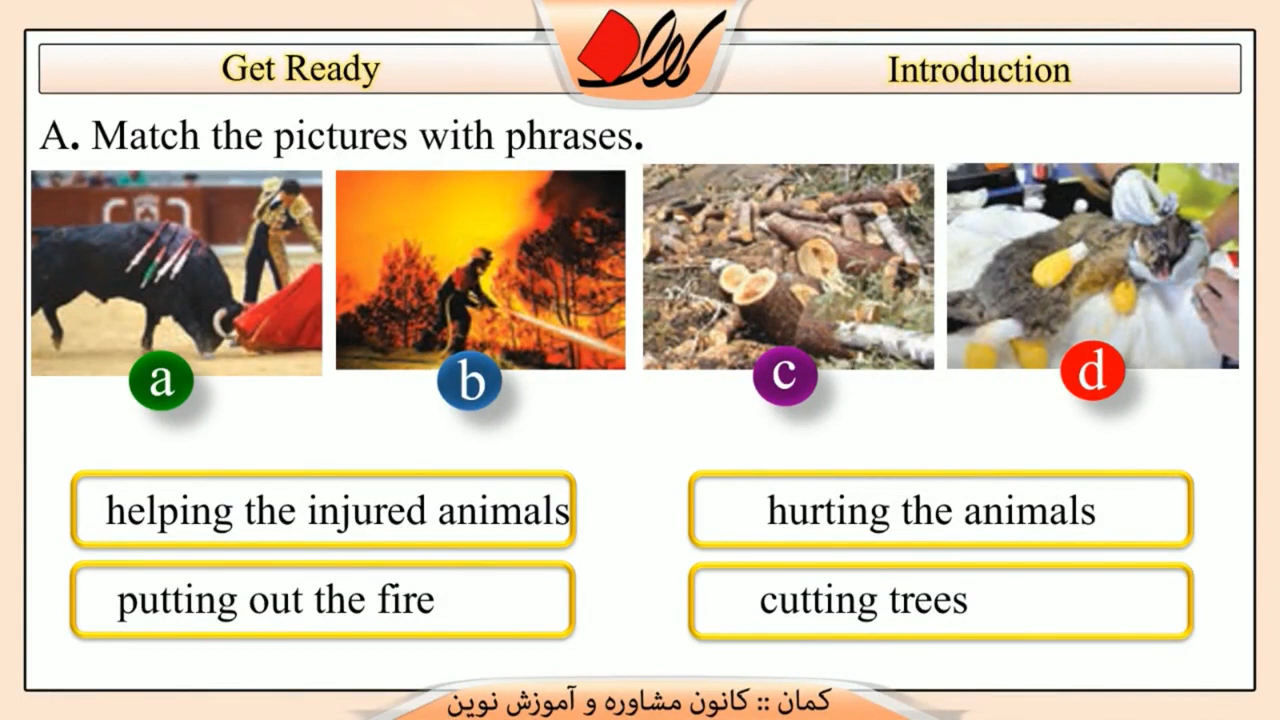 Get Ready
کمان
Introduction
A. Match the pictures with phrases.
a
b
c
d
helping the injured animals
hurting the animals
putting out the fire
cutting trees
کمان :: کانون مشاوره و آموزش نوین